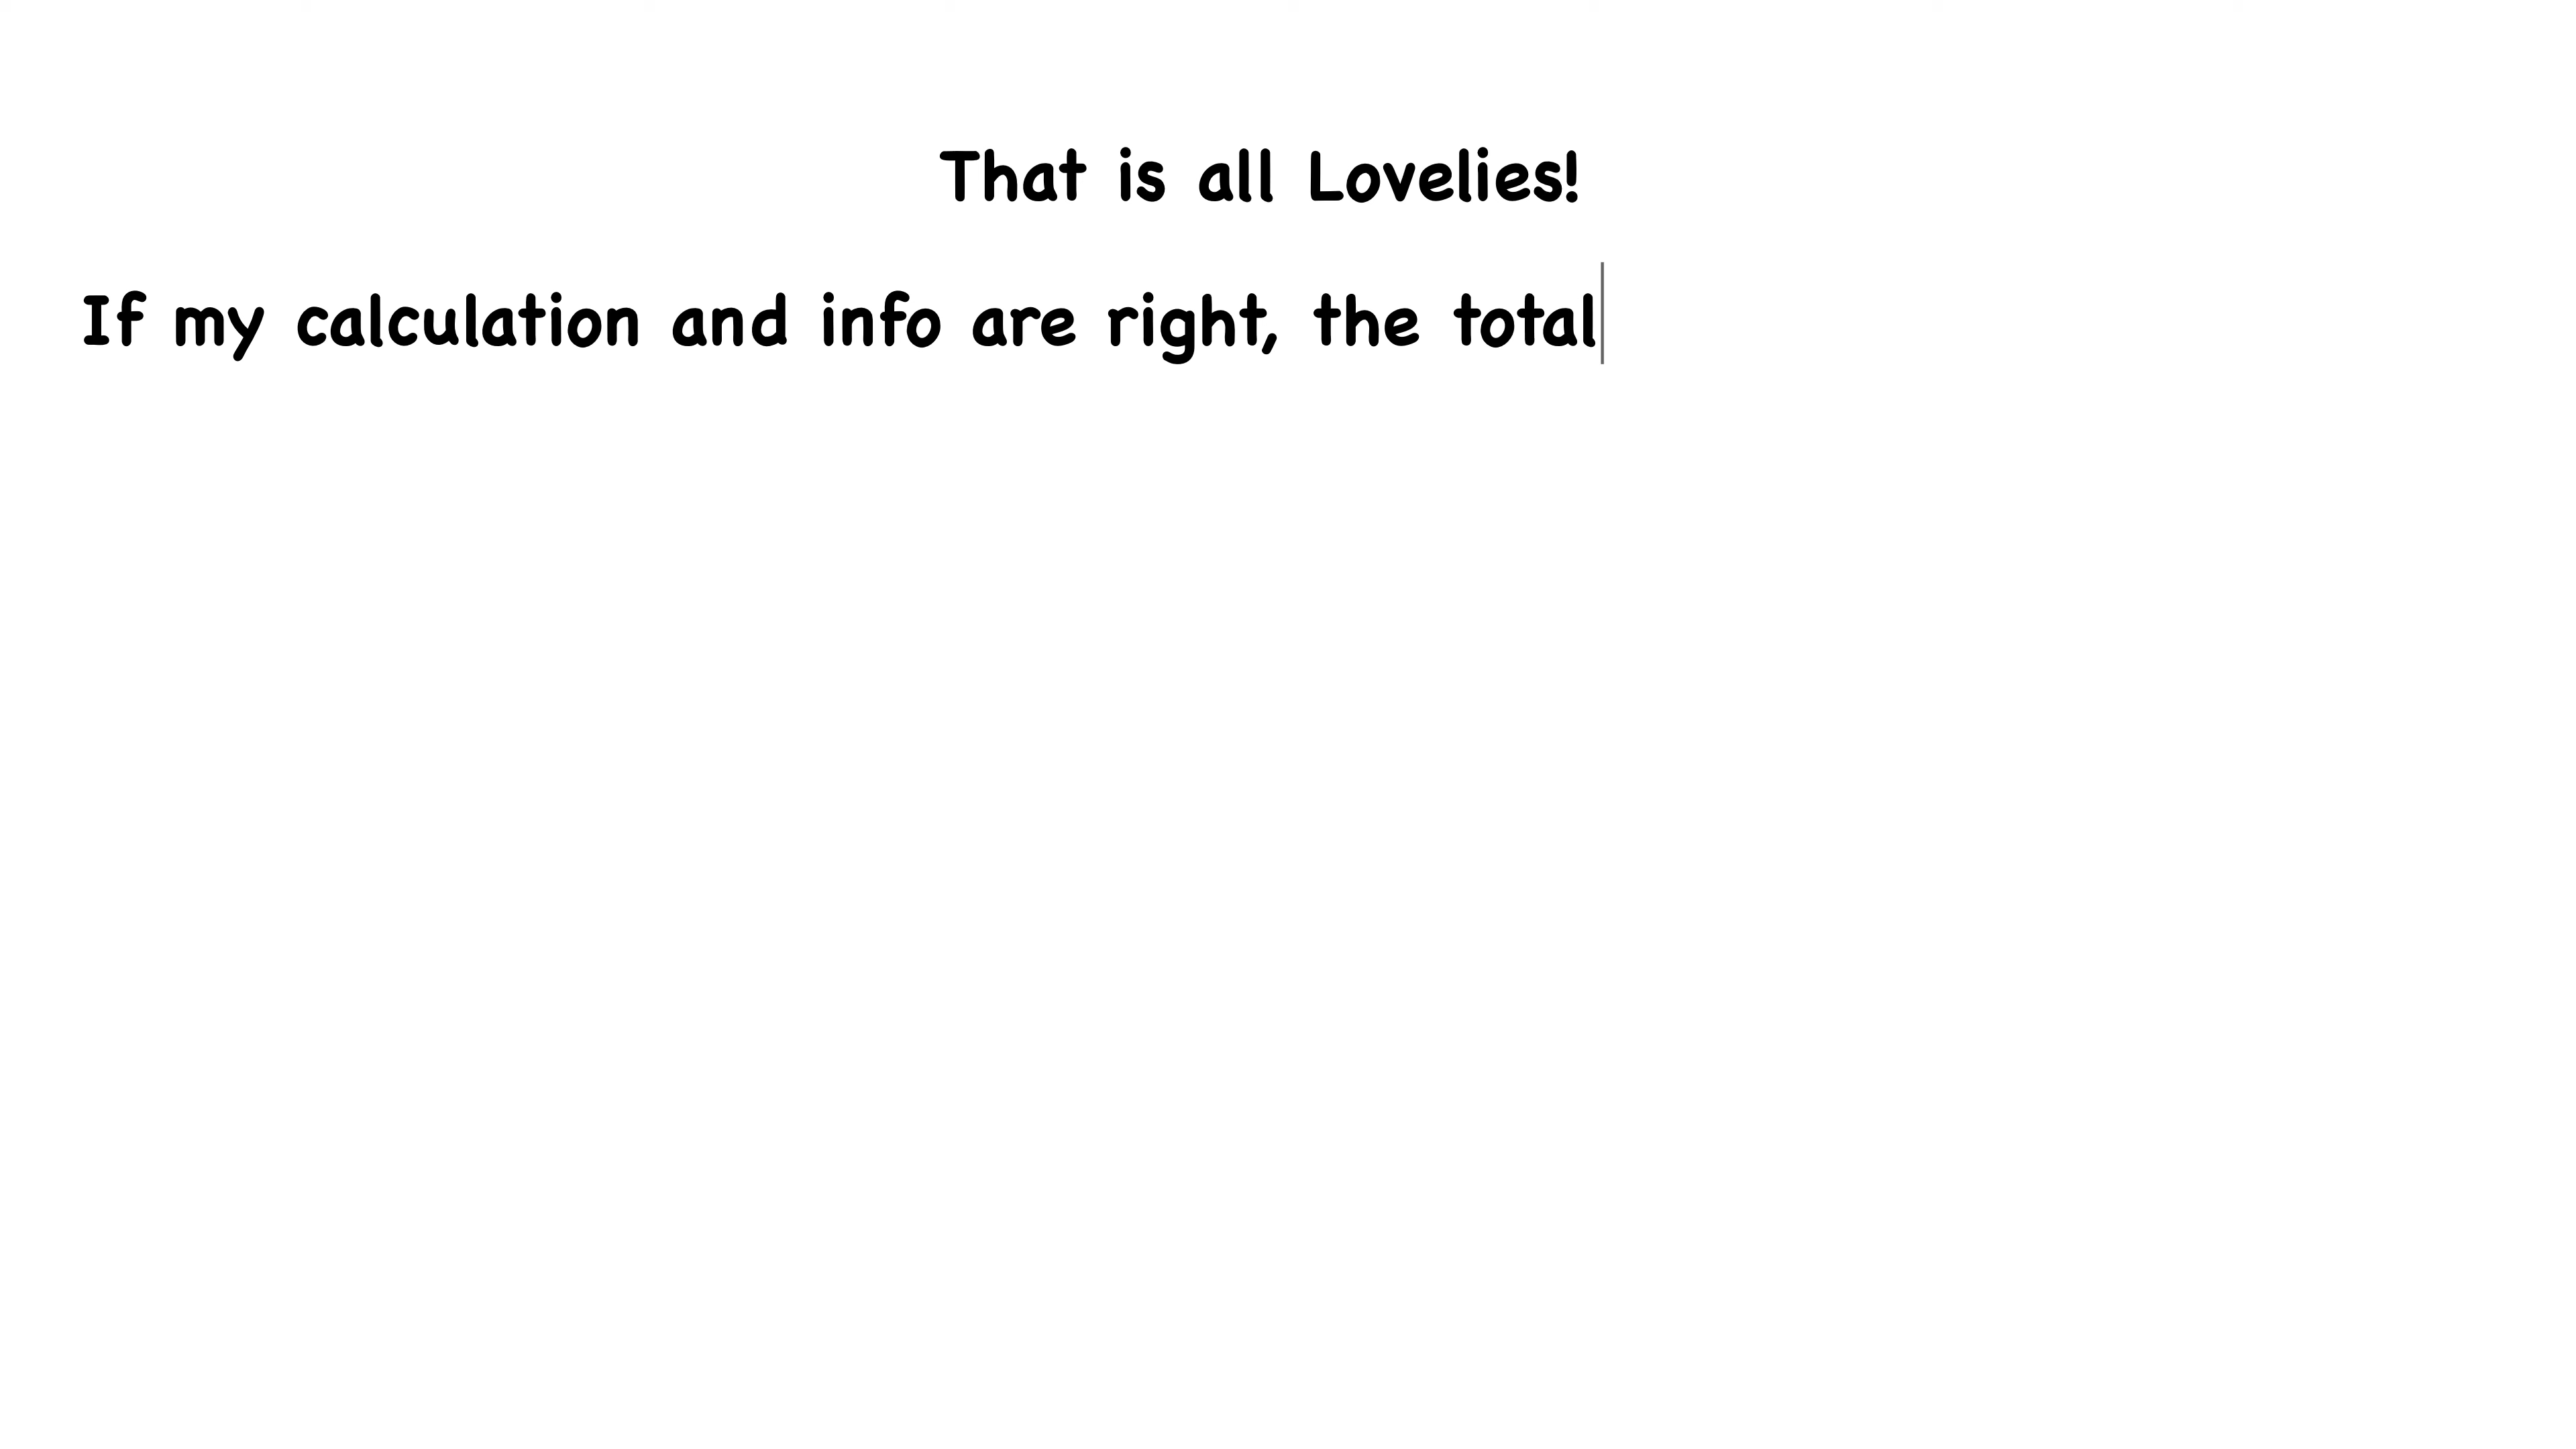 That is all Lovelies!
If my calculation and info are right, the total